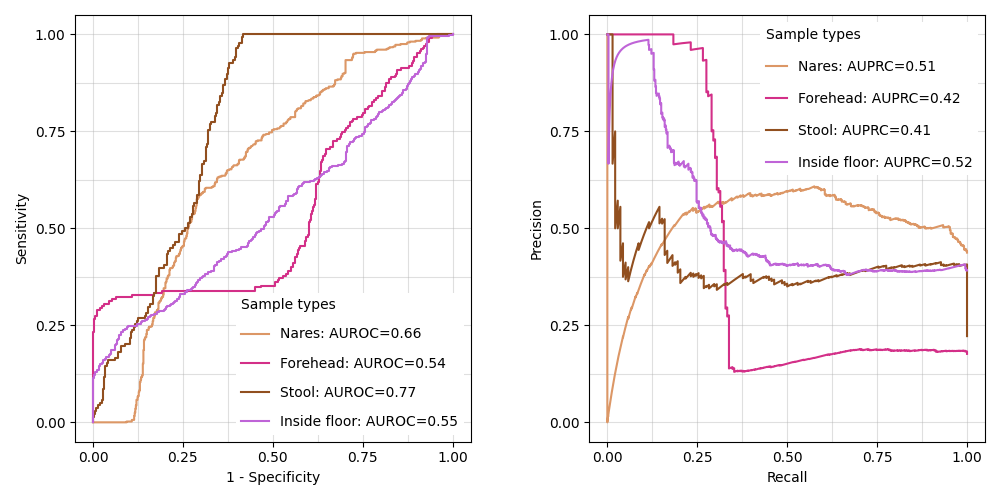 1.00
0.75
0.50
0.25
0.00
Sensitivity
Sample types
Nares: AUROC=0.66
Forehead: AUROC=0.54
Stool: AUROC=0.77
Inside floor: AUROC=0.55
0.00 0.25 0.50 0.75 1.00
1 - Specificity
1.00
0.75
0.50
0.25
0.00
Precision
Sample types
Nares: AUPRC=0.51
Forehead: AUPRC=0.42
Stool: AUPRC=0.41
Inside floor: AUPRC=0.52
0.00 0.25 0.50 0.75 1.00
Recall